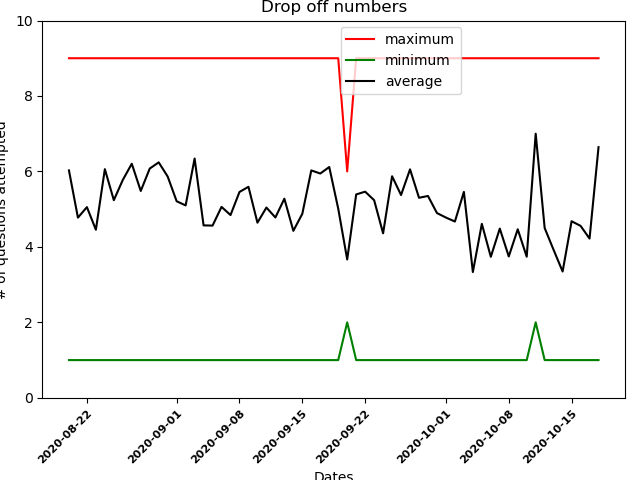 Drop off numbers
maximum
minimum
average
# of questions attempted
10
8
6
4
2
0
2020-08-22
2020-09-01
2020-09-08
2020-09-15
2020-09-22
2020-10-01
2020-10-08
2020-10-15
Dates